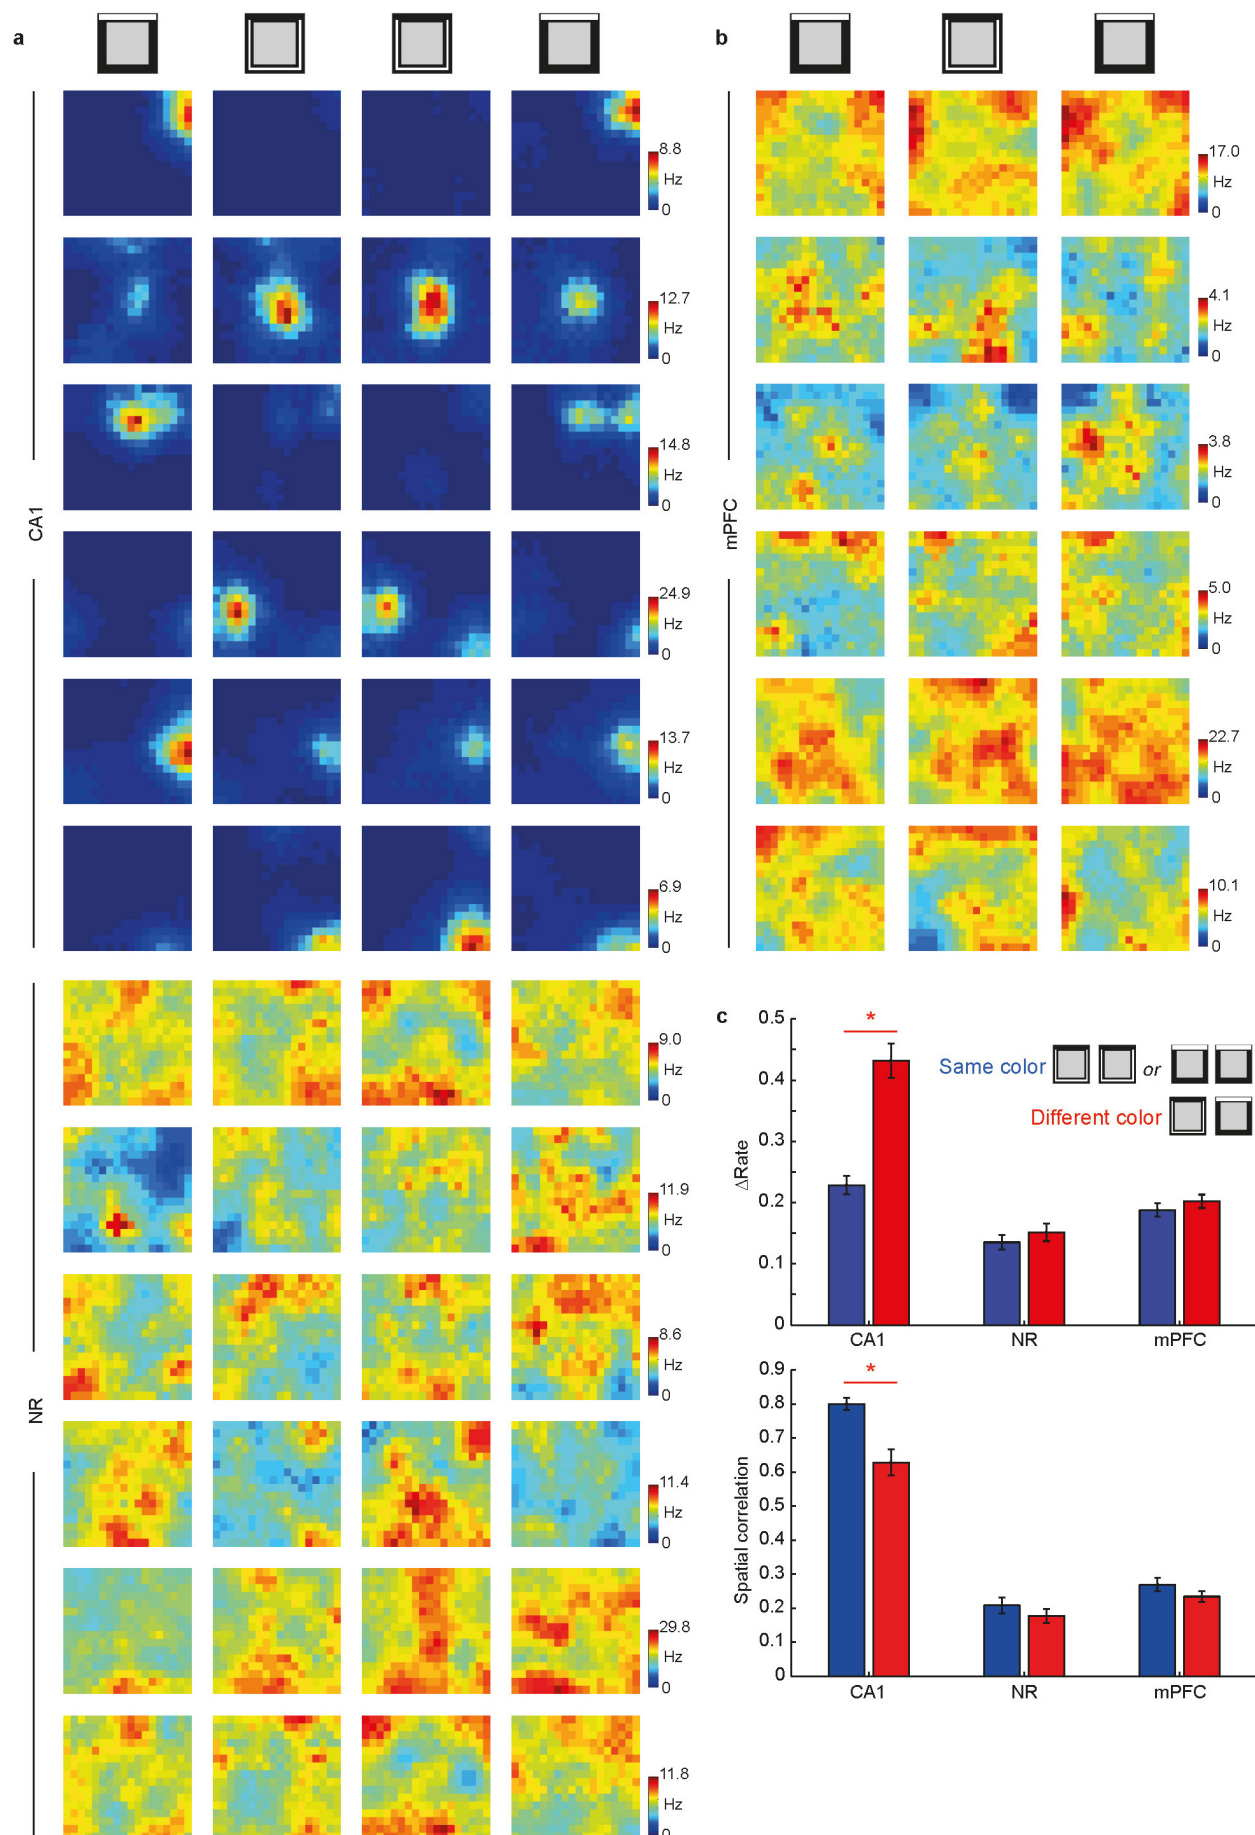 a
CA1
8.8
Hz
0
12.7
Hz
0
14.8
Hz
0
24.9
Hz
0
13.7
Hz
0
6.9
Hz
0
NR
9.0
Hz
0
11.9
Hz
0
8.6
Hz
0
11.4
Hz
0
29.8
Hz
0
11.8
Hz
0
b
mPFC
17.0
Hz
0
4.1
Hz
0
3.8
Hz
0
5.0
Hz
0
22.7
Hz
0
10.1
Hz
0
c
0.5
0.4
0.3
0.2
0.1
0
ΔRate
*
Same color or
Different color
CA1 NR mPFC
0.9
0.8
0.7
0.6
0.5
0.4
0.3
0.2
0.1
0
Spatial correlation
*
CA1 NR mPFC